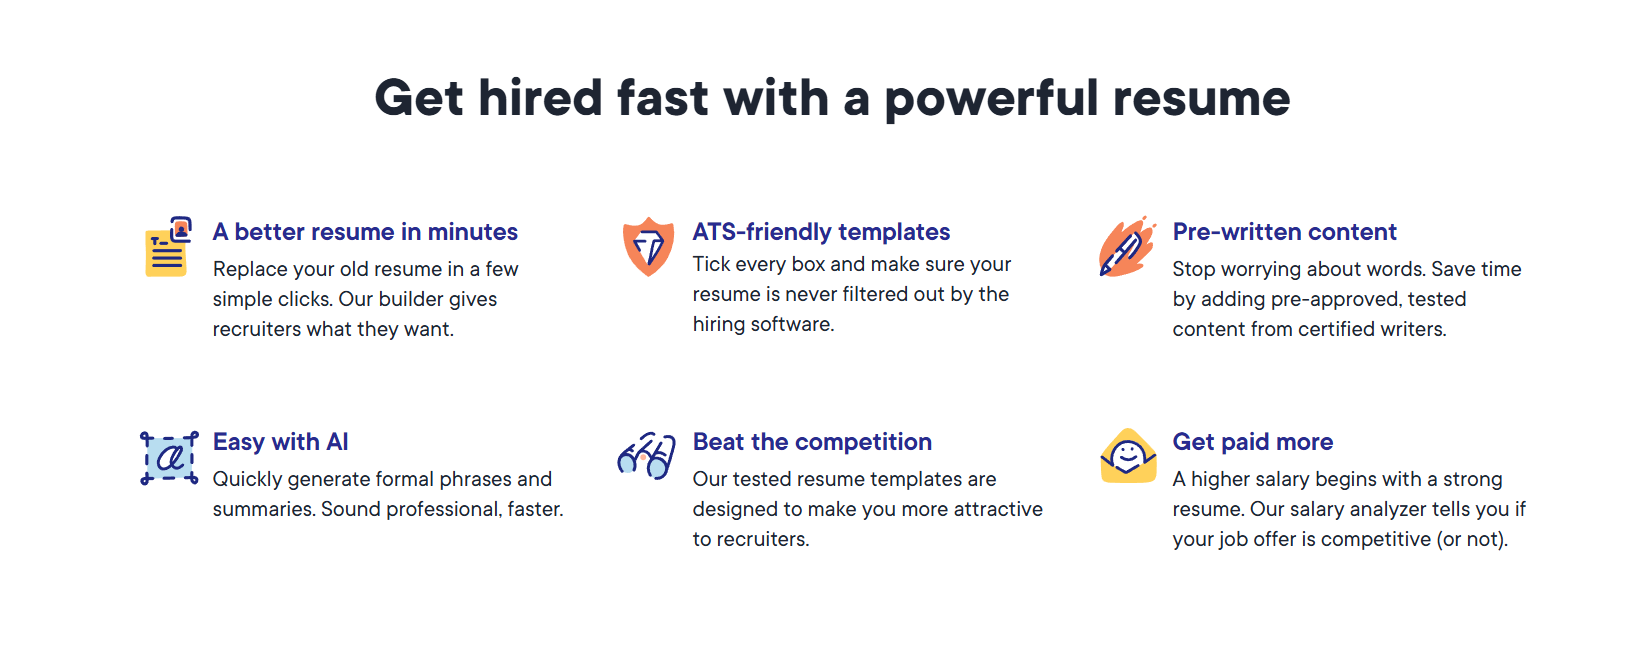 Get hired fast with a powerful resume
A better resume in minutes
Replace your old resume in a few
simple clicks. Our builder gives
recruiters what they want.
ATS-friendly templates
Tick every box and make sure your
resume is never filtered out by the
hiring software.
Pre-written content
Stop worrying about words. Save time
by adding pre-approved, tested
content from certified writers.
Easy with AI
Quickly generate formal phrases and
summaries. Sound professional, faster.
Beat the competition
Our tested resume templates are
designed to make you more attractive
to recruiters.
Get paid more
A higher salary begins with a strong
resume. Our salary analyzer tells you if
your job offer is competitive (or not).